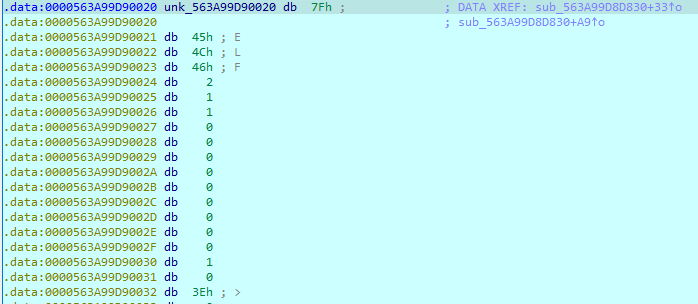 .data:0000563A99D90020 unk_563A99D90020 db 7Fh ; ; DATA XREF: sub_563A99D8D830+33↑o
.data:0000563A99D90020 ; sub_563A99D8D830+A9↑o
.data:0000563A99D90021 db 45h ; E
.data:0000563A99D90022 db 4Ch ; L
.data:0000563A99D90023 db 46h ; F
.data:0000563A99D90024 db 2
.data:0000563A99D90025 db 1
.data:0000563A99D90026 db 1
.data:0000563A99D90027 db 0
.data:0000563A99D90028 db 0
.data:0000563A99D90029 db 0
.data:0000563A99D9002A db 0
.data:0000563A99D9002B db 0
.data:0000563A99D9002C db 0
.data:0000563A99D9002D db 0
.data:0000563A99D9002E db 0
.data:0000563A99D9002F db 0
.data:0000563A99D90030 db 1
.data:0000563A99D90031 db 0
.data:0000563A99D90032 db 3Eh ; >